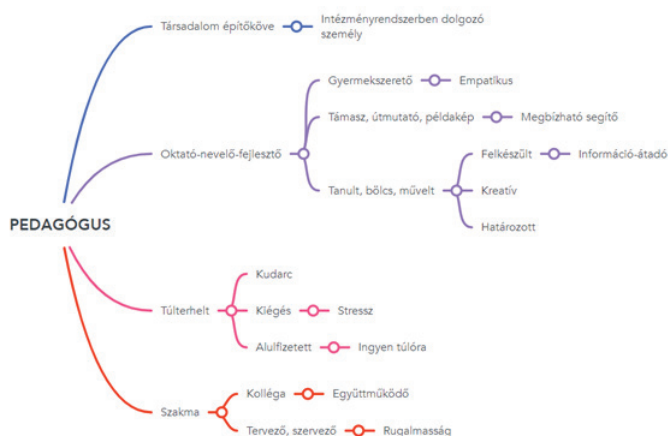 Társadalom építőköve
Intézményrendszerben dolgozó
személy
Gyermekszerető
Empatikus
Támasz, útmutató, példakép
Megbízható segítő
Oktató-nevelő-fejlesztő
Tanult, bölcs, művelt
Felkészült
Információ-átadó
Kreatív
Határozott
PEDAGÓGUS
Túlterhelt
Kudarc
Kiégés
Stressz
Alulfizetett
Ingyen túlóra
Szakma
Kolléga
Együttműködő
Tervező, szervező
Rugalmasság